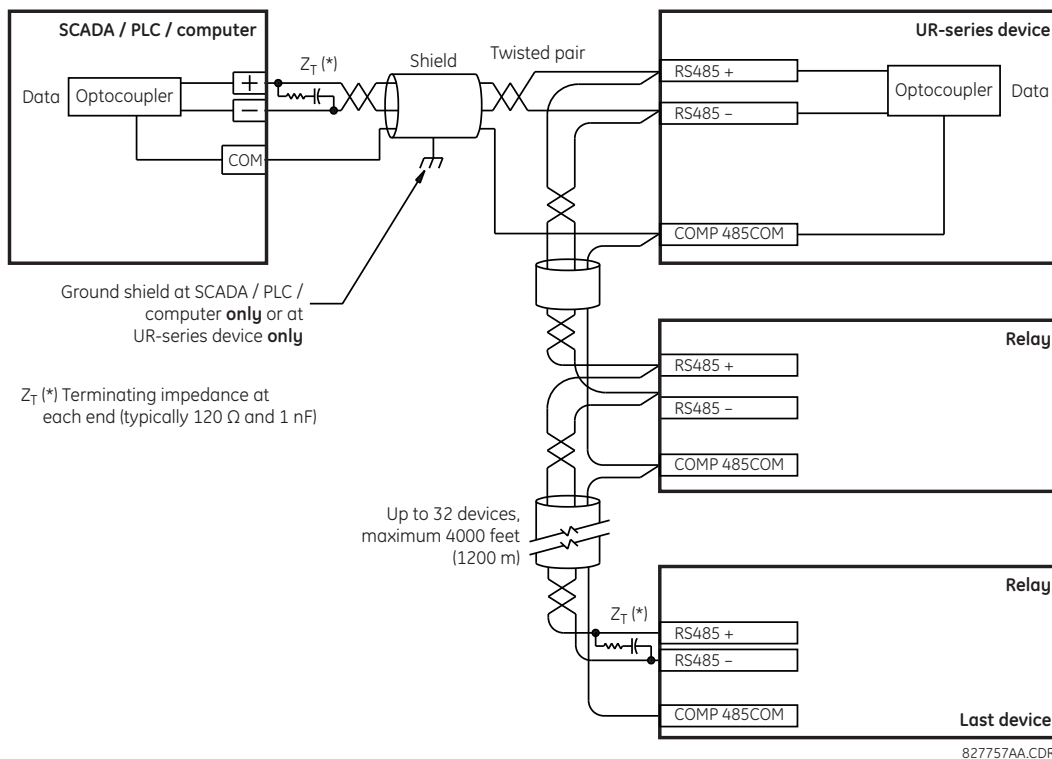 SCADA / PLC / computer
Data
Optocoupler
+
–
COM
Z_T (*)
Shield
Twisted pair
UR-series device
RS485 +
RS485 –
Optocoupler
Data
COMP 485COM
Ground shield at SCADA / PLC /
computer only or at
UR-series device only
Z_T (*) Terminating impedance at
each end (typically 120 Ω and 1 nF)
Relay
RS485 +
RS485 –
COMP 485COM
Up to 32 devices,
maximum 4000 feet
(1200 m)
Relay
Z_T (*)
RS485 +
RS485 –
COMP 485COM
Last device
827757AA.CDR